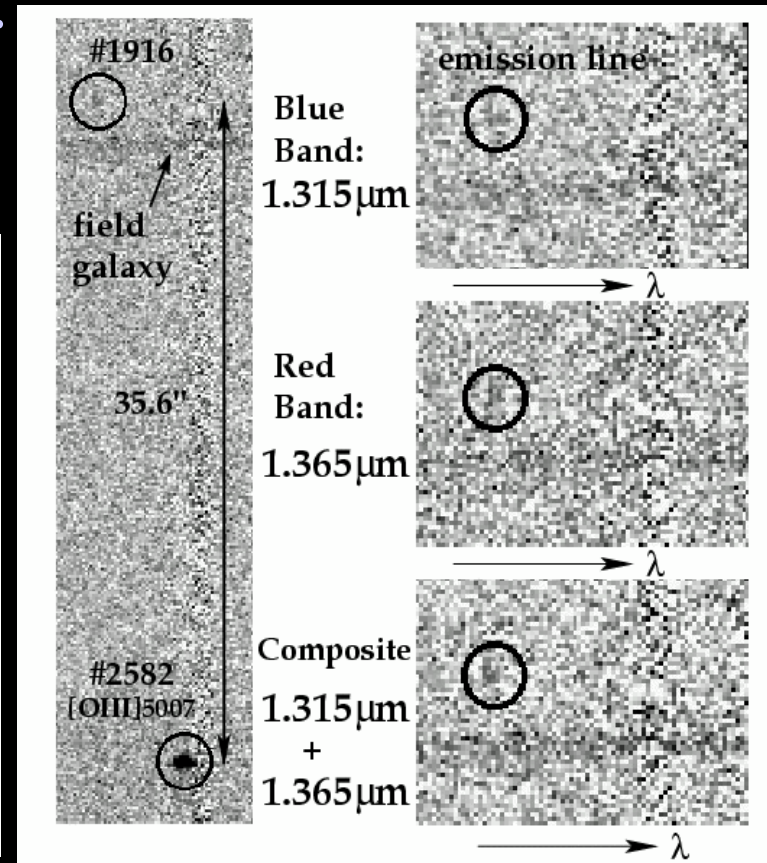 #1916
field
galaxy
35.6"
#2582
[OIII]5007
Blue
Band:
1.315μm
Red
Band:
1.365μm
Composite
1.315μm
+
1.365μm
emission line
λ
λ
λ